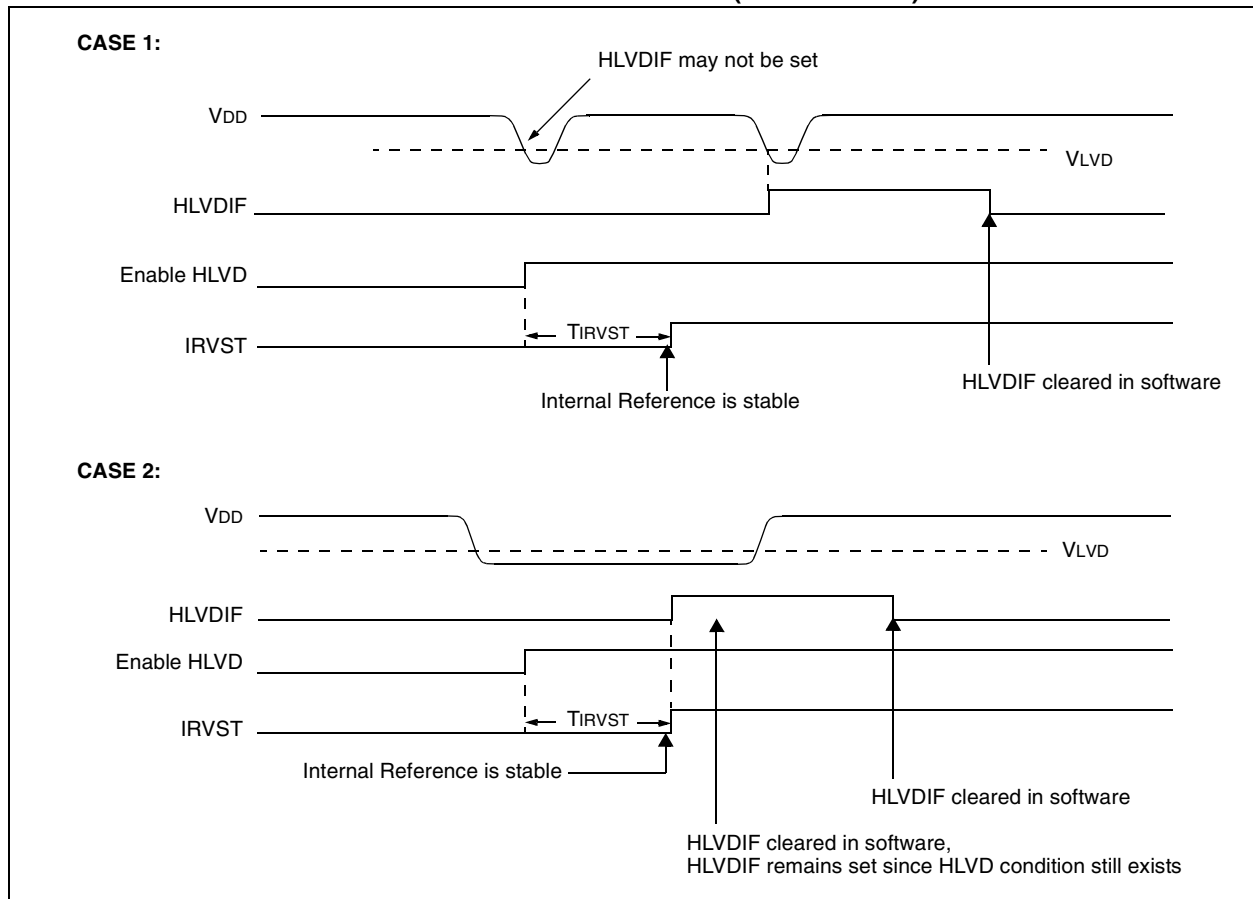 CASE 1:
HLVDIF may not be set
VDD
VLVD
HLVDIF
Enable HLVD
TIRVST
IRVST
HLVDIF cleared in software
Internal Reference is stable
CASE 2:
VDD
VLVD
HLVDIF
Enable HLVD
TIRVST
IRVST
Internal Reference is stable
HLVDIF cleared in software
HLVDIF cleared in software,
HLVDIF remains set since HLVD condition still exists